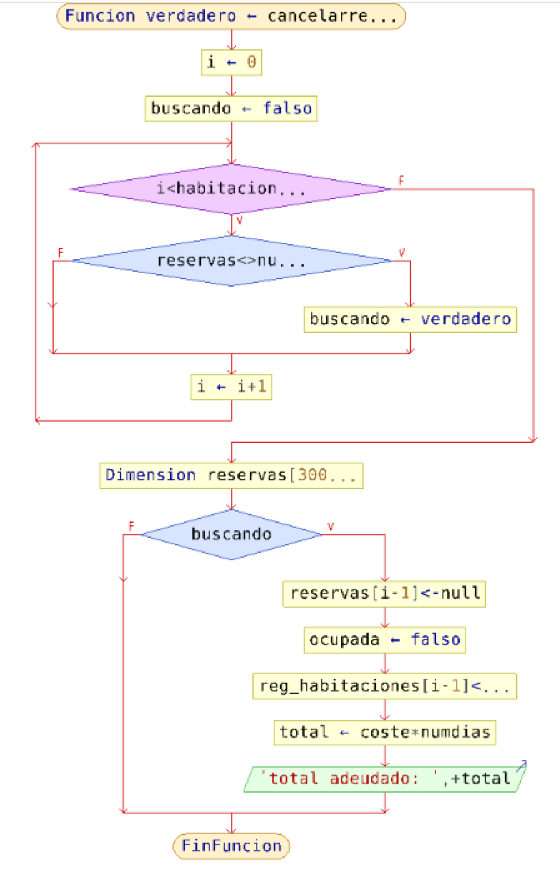 Funcion verdadero ← cancelarre...
i ← 0
buscando ← falso
i<habitacion...
F
V
reservas<>nu...
F
V
buscando ← verdadero
i ← i+1
Dimension reservas[300...
buscando
F
V
reservas[i-1]<-null
ocupada ← falso
reg_habitaciones[i-1]<...
total ← coste*numdias
'total adeudado: ',+total
FinFuncion